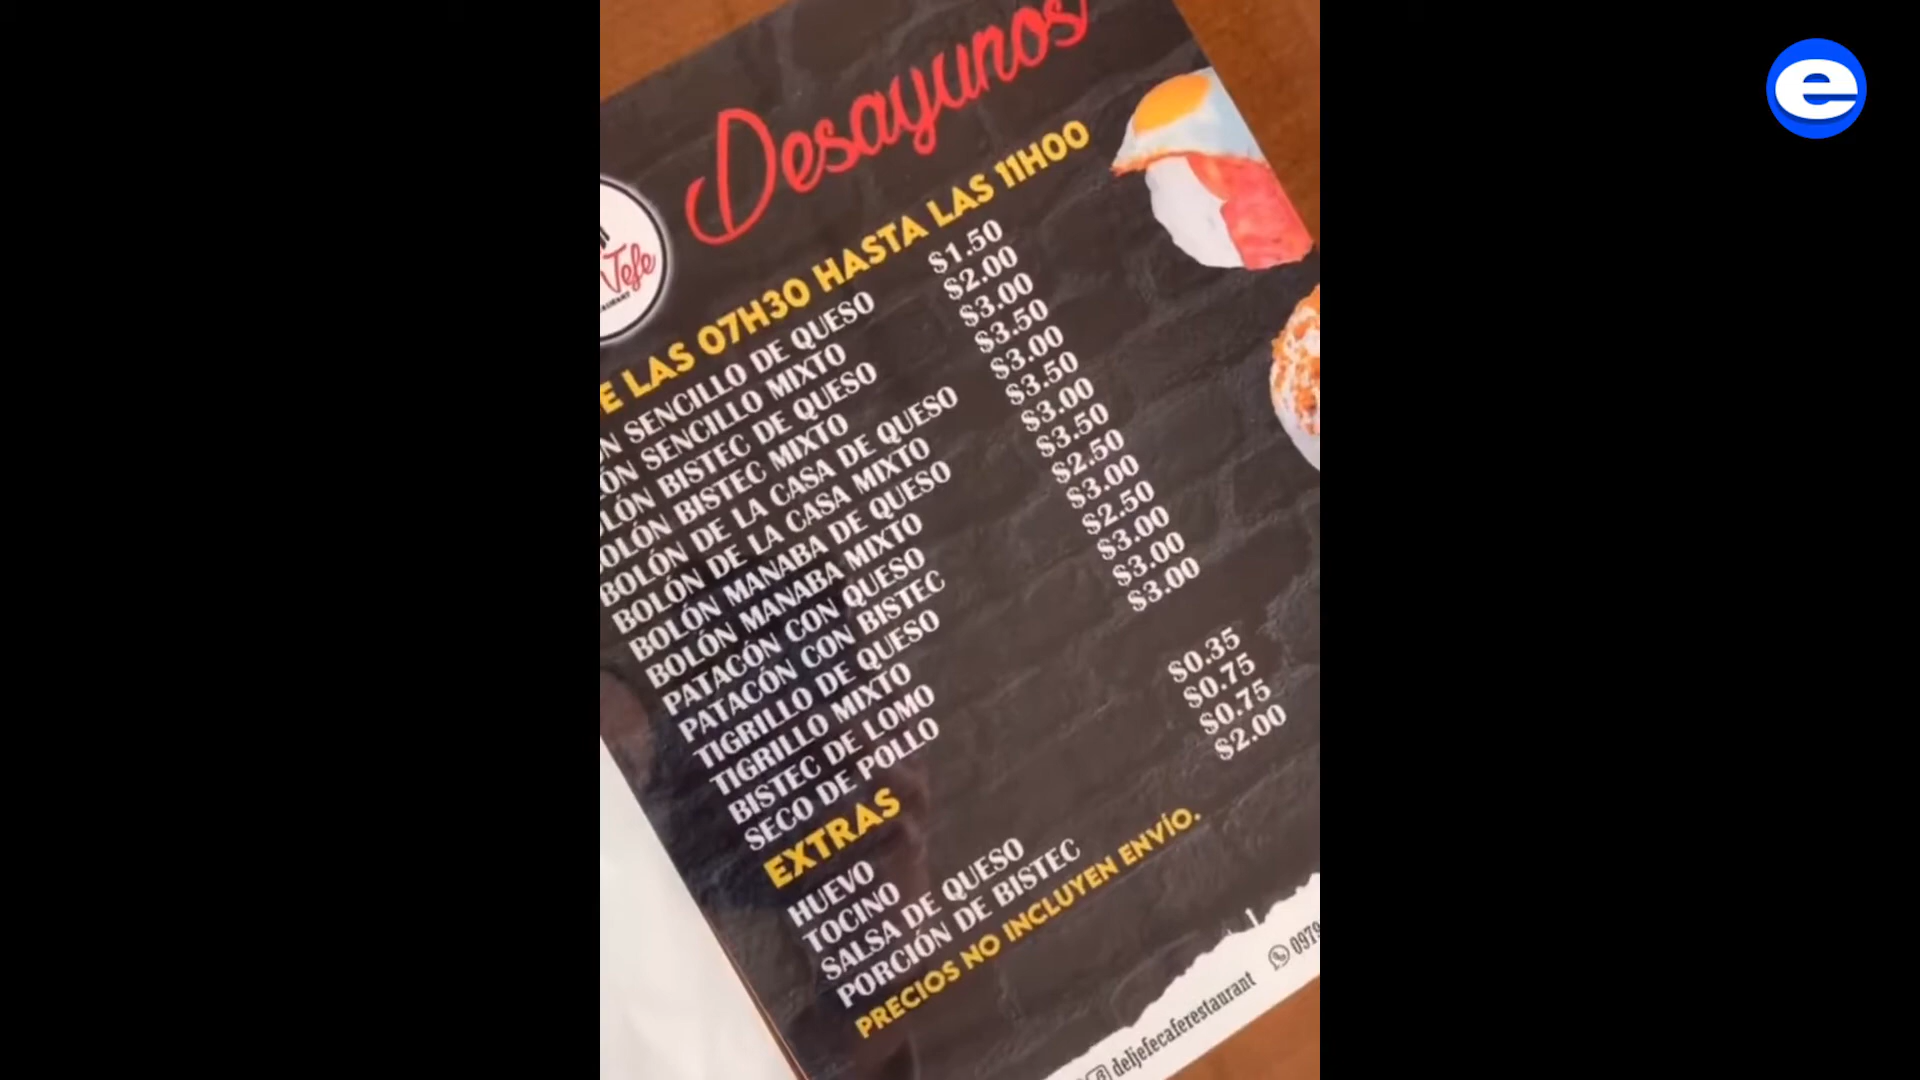 e
Desayunos
Jefe
E LAS 07H30 HASTA LAS 11H00
N SENCILLO DE QUESO $1.50
ÓN SENCILLO MIXTO $2.00
LÓN BISTEC DE QUESO $3.00
OLÓN BISTEC MIXTO $3.50
BOLÓN DE LA CASA DE QUESO $3.00
BOLÓN DE LA CASA MIXTO $3.50
BOLÓN MANABA DE QUESO $3.00
BOLÓN MANABA MIXTO $3.50
PATACÓN CON QUESO $2.50
PATACÓN CON BISTEC $3.00
TIGRILLO DE QUESO $2.50
TIGRILLO MIXTO $3.00
BISTEC DE LOMO $3.00
SECO DE POLLO $3.00
EXTRAS
HUEVO $0.35
TOCINO $0.75
SALSA DE QUESO $0.75
PORCIÓN DE BISTEC $2.00
PRECIOS NO INCLUYEN ENVÍO.
deljefecaferestaurant 0979